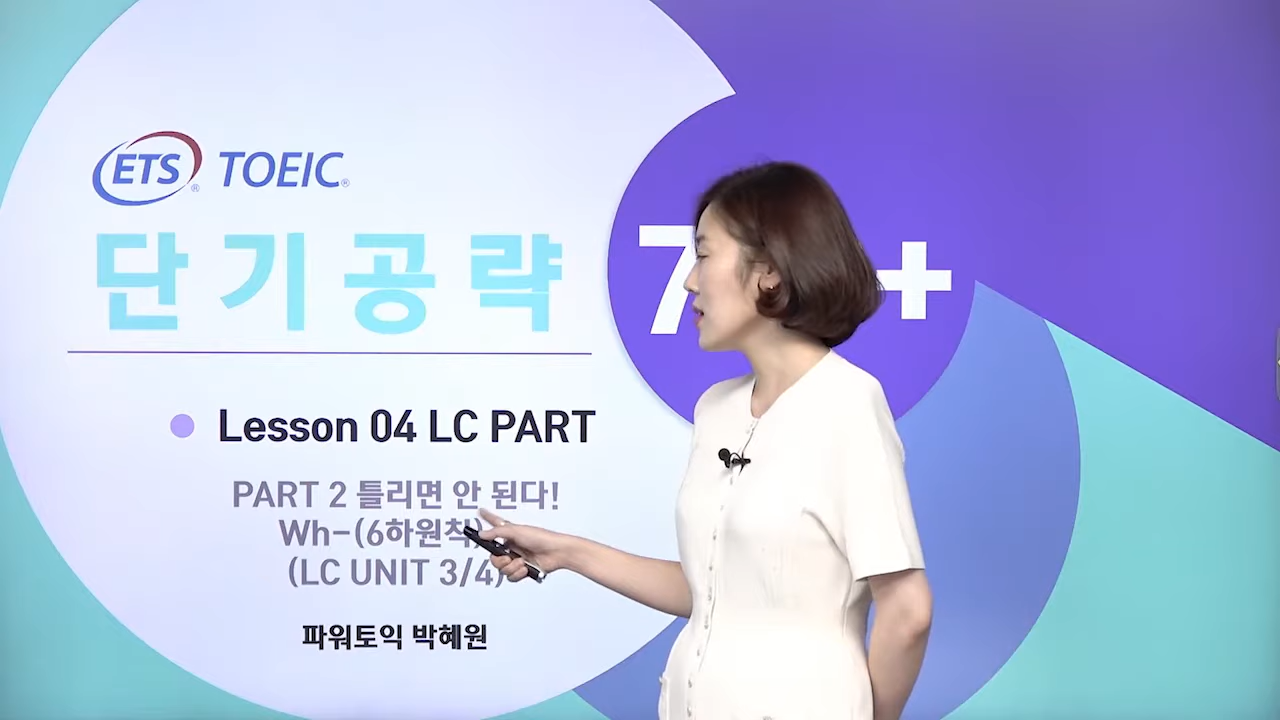 ETS® TOEIC®
단기공략
7 +
Lesson 04 LC PART
PART 2 틀리면 안 된다!
Wh-(6하원칙)
(LC UNIT 3/4)
파워토익 박혜원